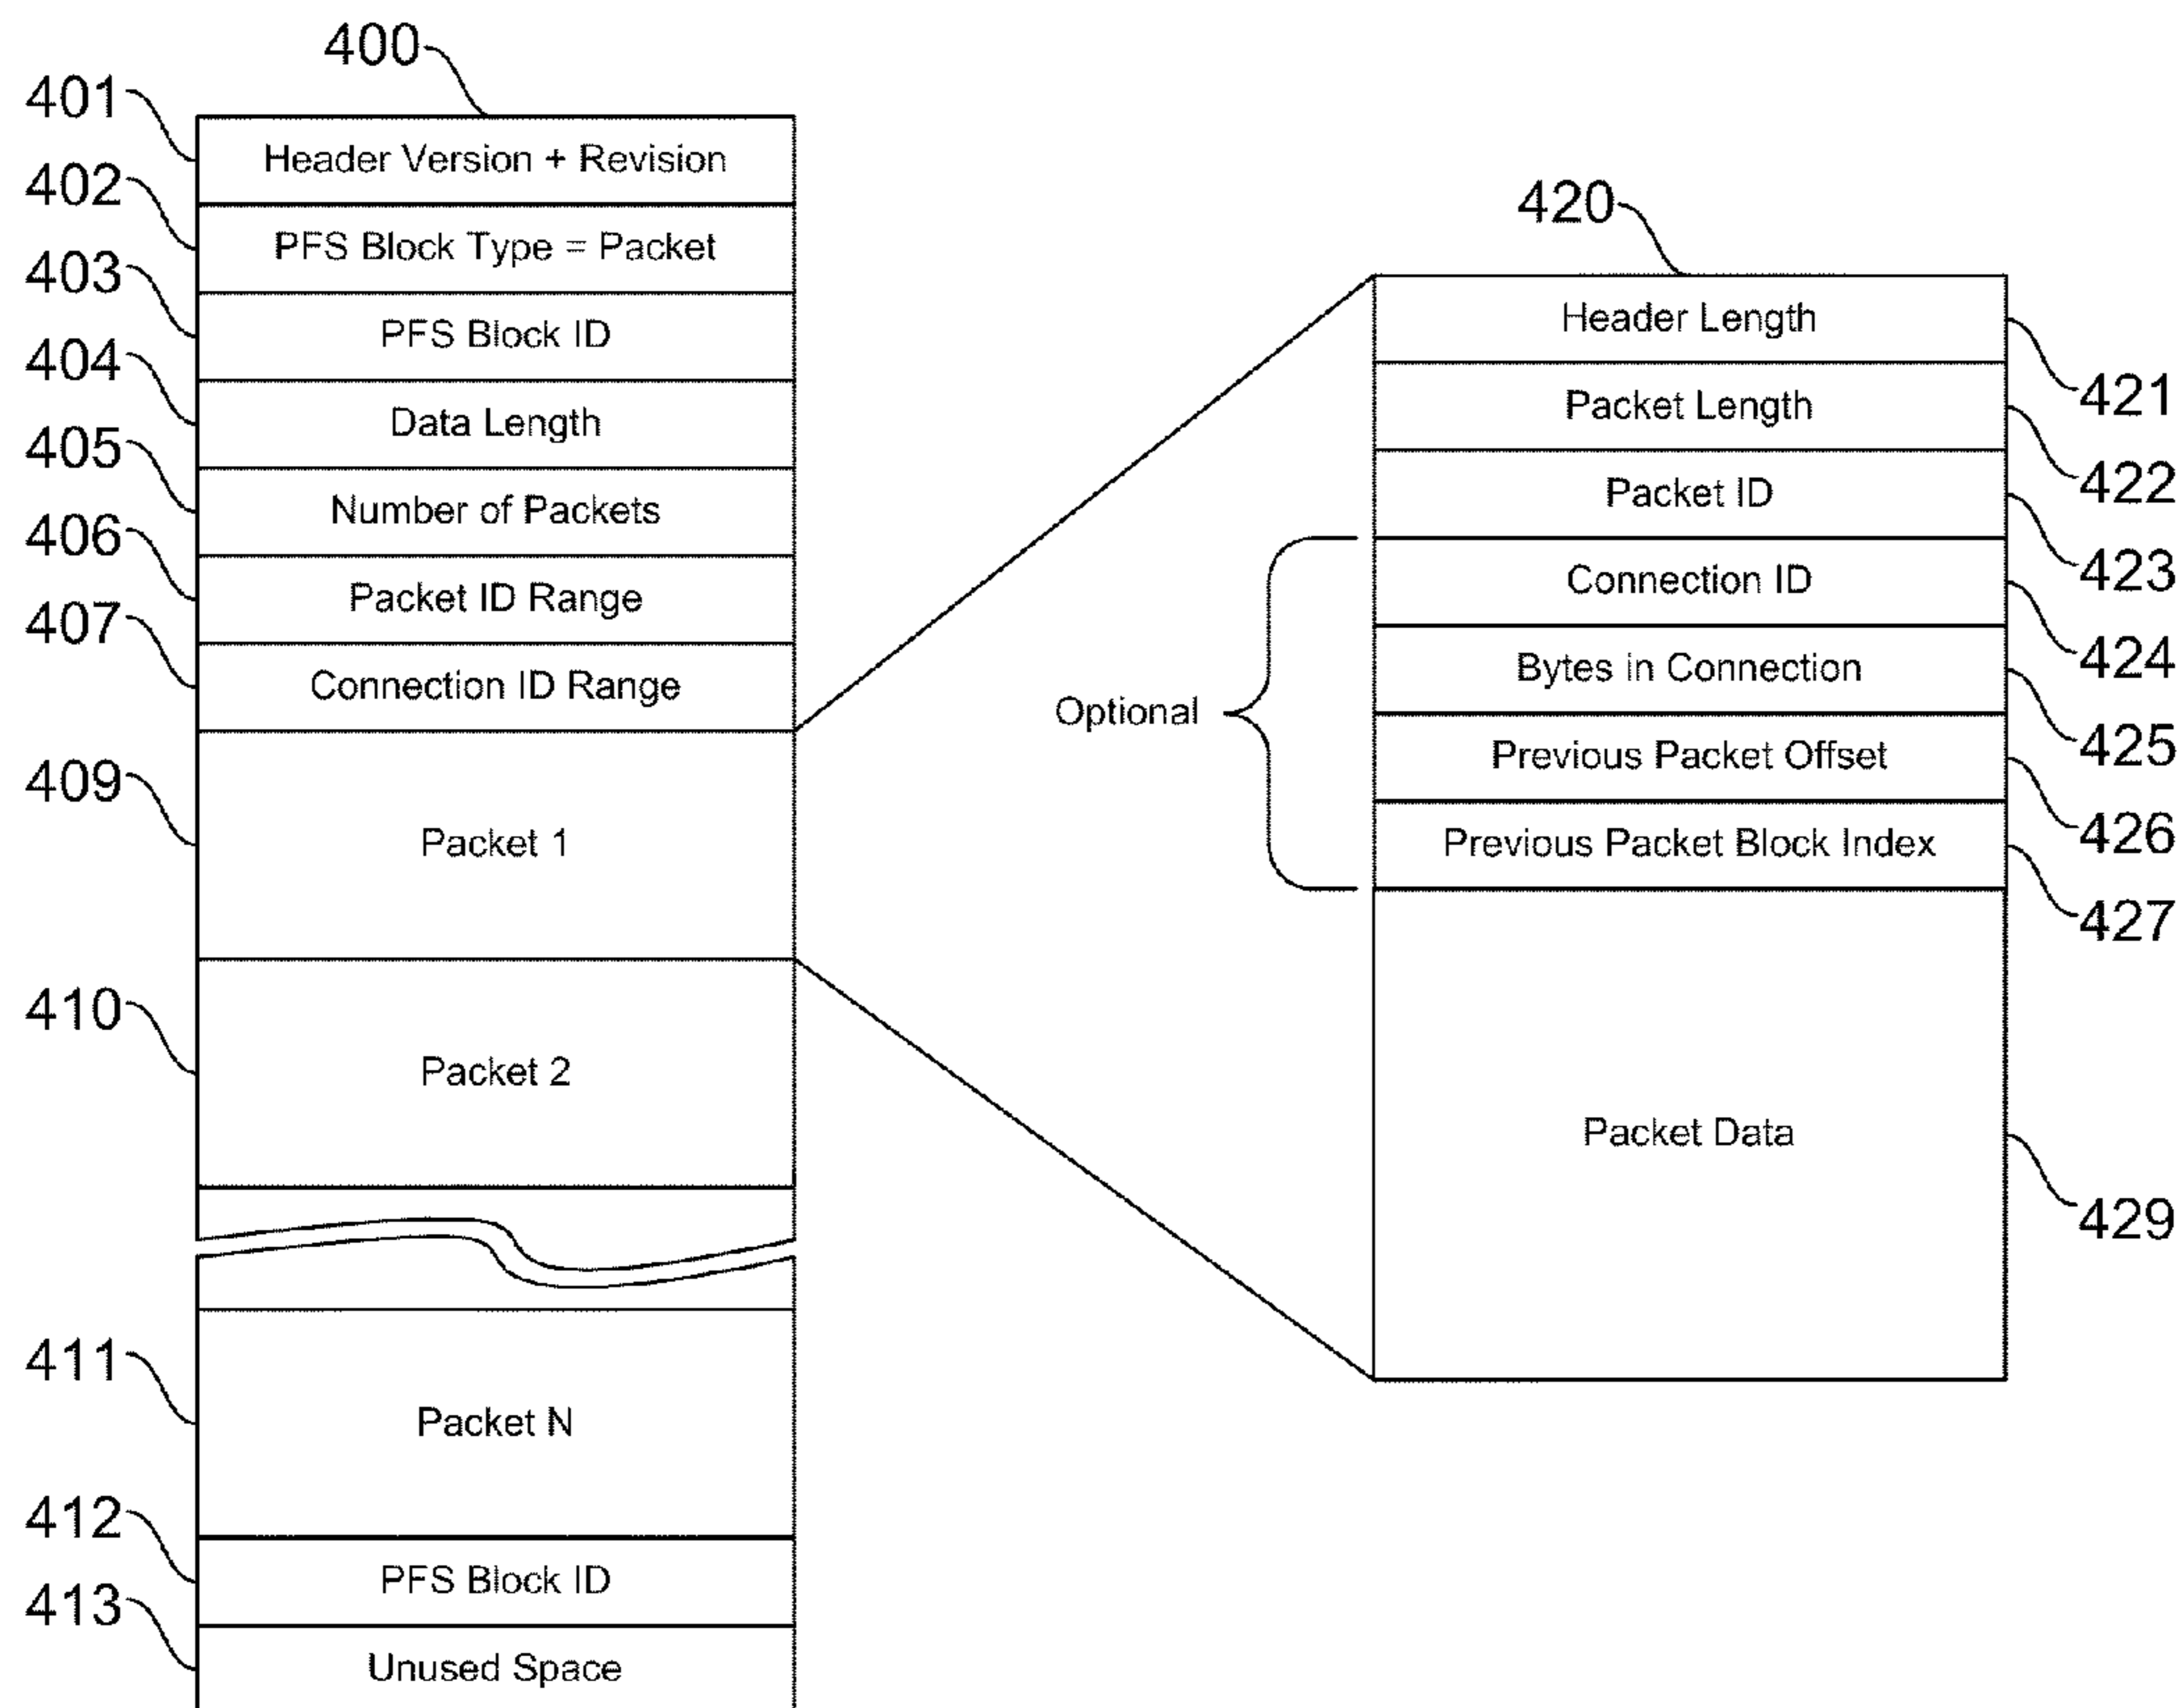 400
401
Header Version + Revision
402
PFS Block Type = Packet
403
PFS Block ID
404
Data Length
405
Number of Packets
406
Packet ID Range
407
Connection ID Range
409
Packet 1
410
Packet 2
411
Packet N
412
PFS Block ID
413
Unused Space
420
Header Length
421
Packet Length
422
Packet ID
423
Optional
Connection ID
424
Bytes in Connection
425
Previous Packet Offset
426
Previous Packet Block Index
427
Packet Data
429